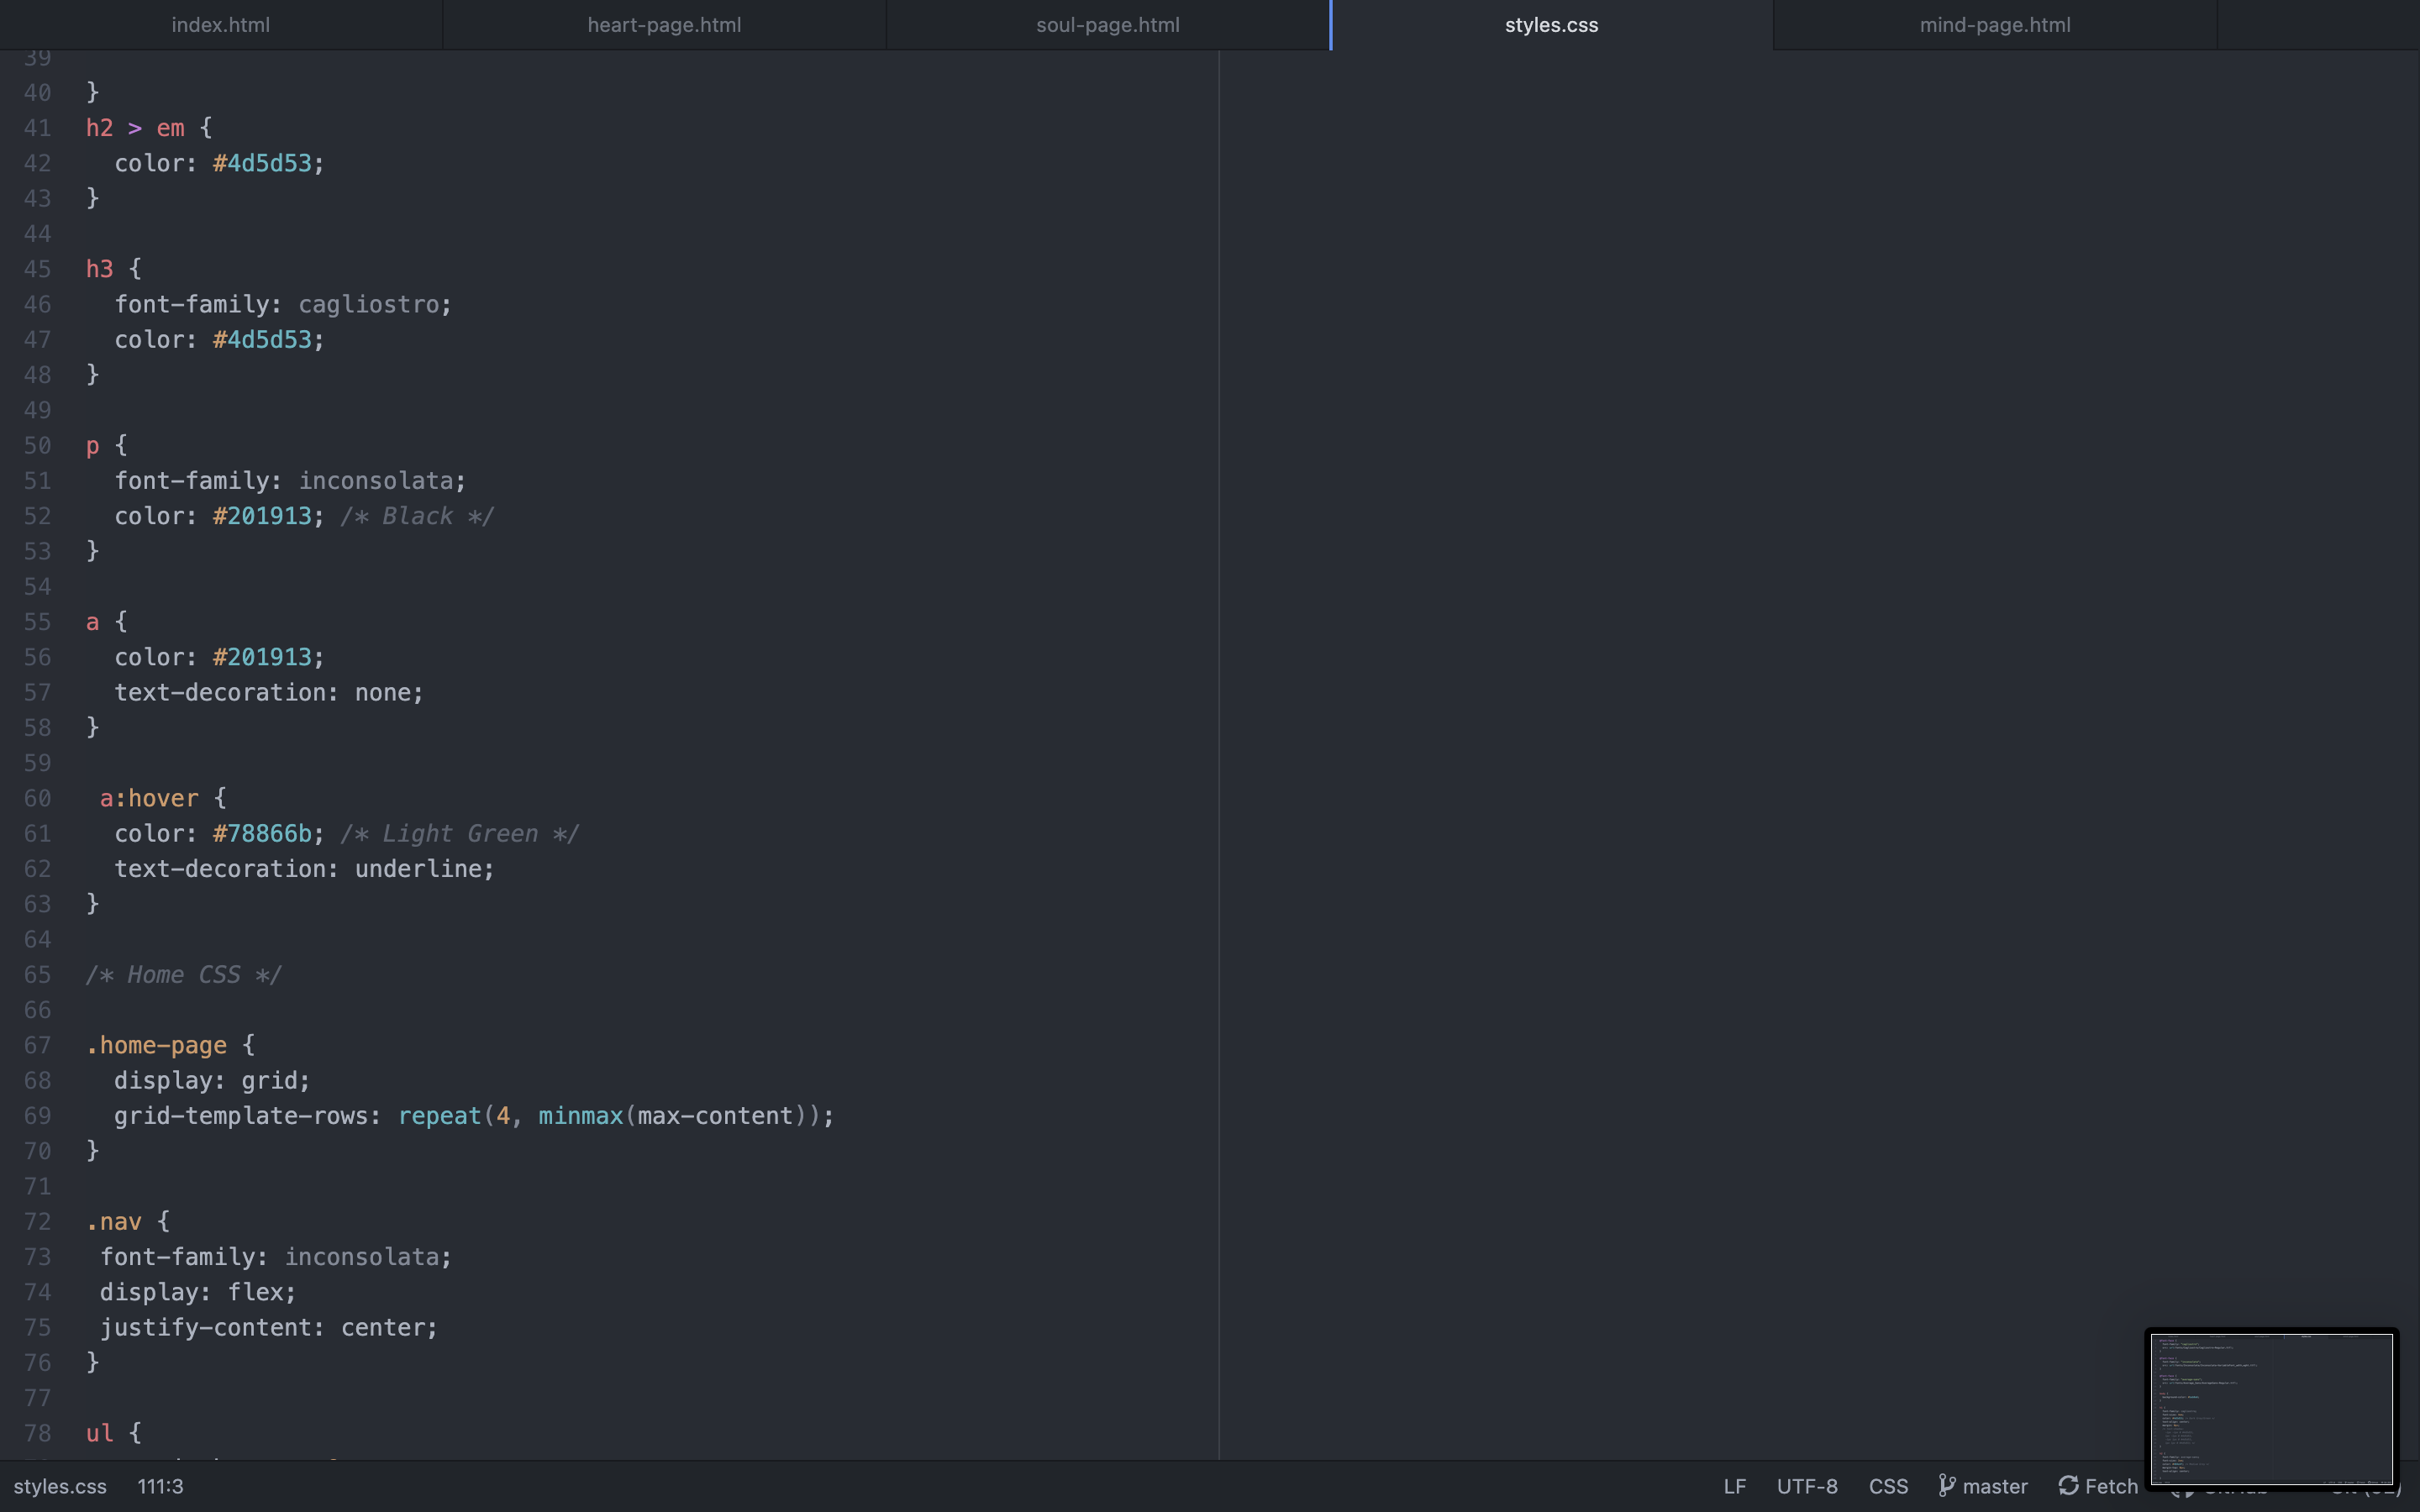 index.html
heart-page.html
soul-page.html
styles.css
mind-page.html
39
40 }
41 h2 > em {
42   color: #4d5d53;
43 }
44
45 h3 {
46   font-family: cagliostro;
47   color: #4d5d53;
48 }
49
50 p {
51   font-family: inconsolata;
52   color: #201913; /* Black */
53 }
54
55 a {
56   color: #201913;
57   text-decoration: none;
58 }
59
60  a:hover {
61   color: #78866b; /* Light Green */
62   text-decoration: underline;
63 }
64
65 /* Home CSS */
66
67 .home-page {
68   display: grid;
69   grid-template-rows: repeat(4, minmax(max-content));
70 }
71
72 .nav {
73  font-family: inconsolata;
74  display: flex;
75  justify-content: center;
76 }
77
78 ul {
styles.css 111:3 LF UTF-8 CSS master Fetch